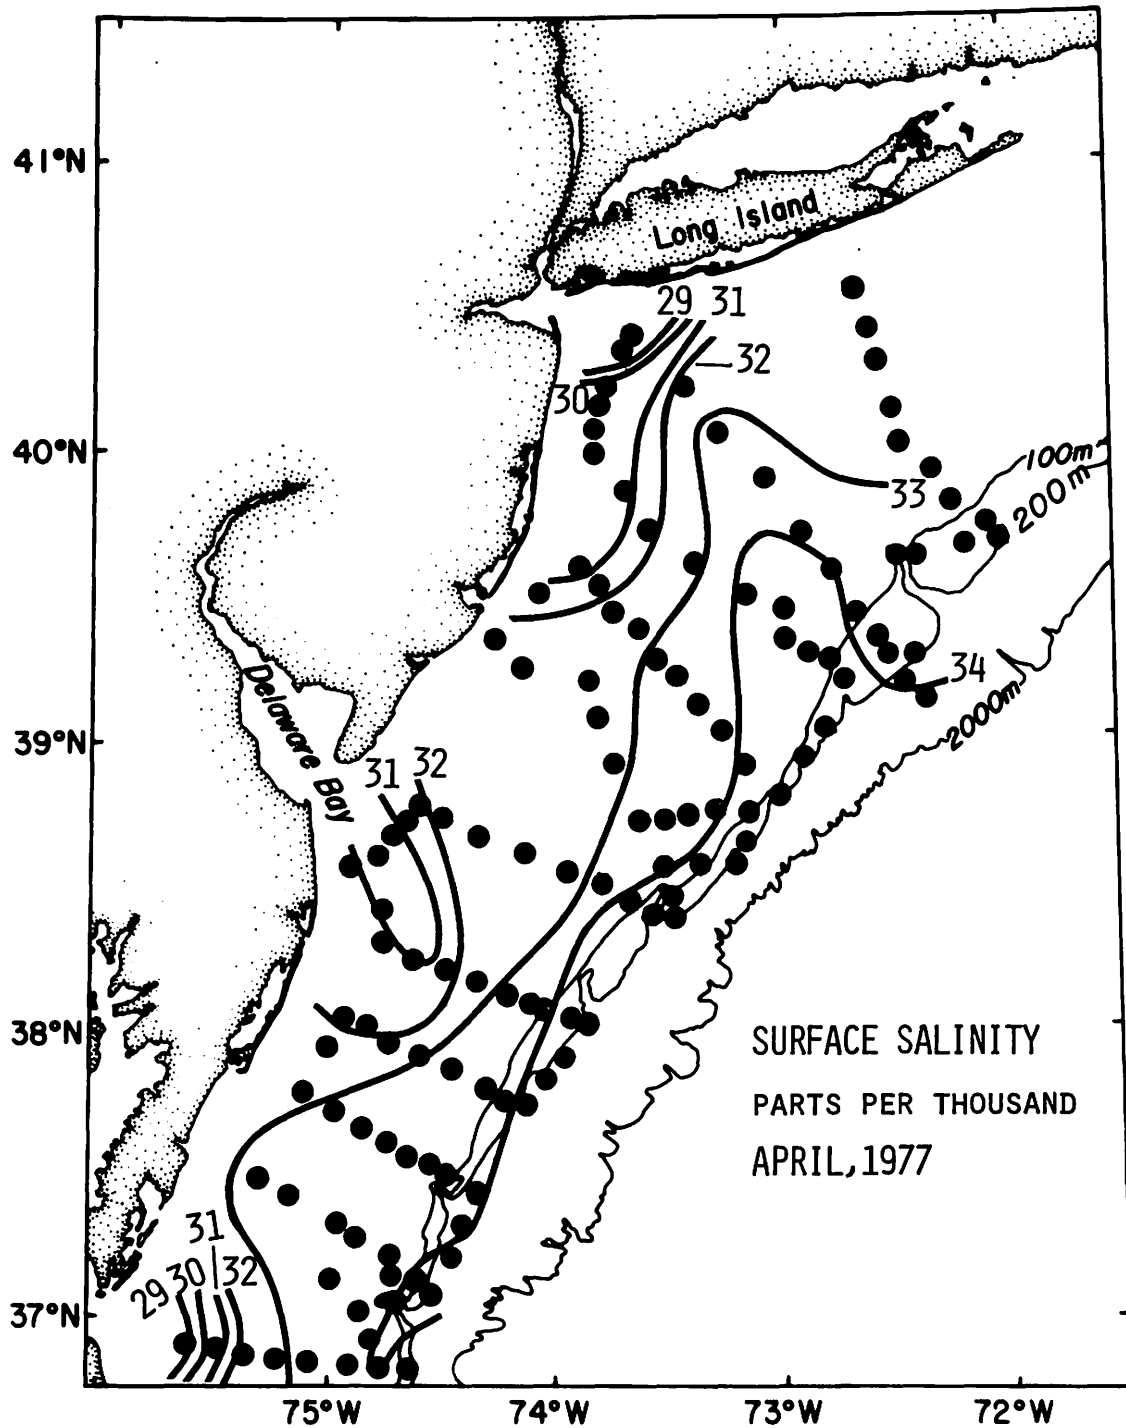 41°N
Long Island
29 31
32
30
40°N
100m
33
200m
Delaware Bay
34
39°N
2000m
31 32
38°N
SURFACE SALINITY
PARTS PER THOUSAND
APRIL, 1977
31
29 30 32
37°N
75°W 74°W 73°W 72°W